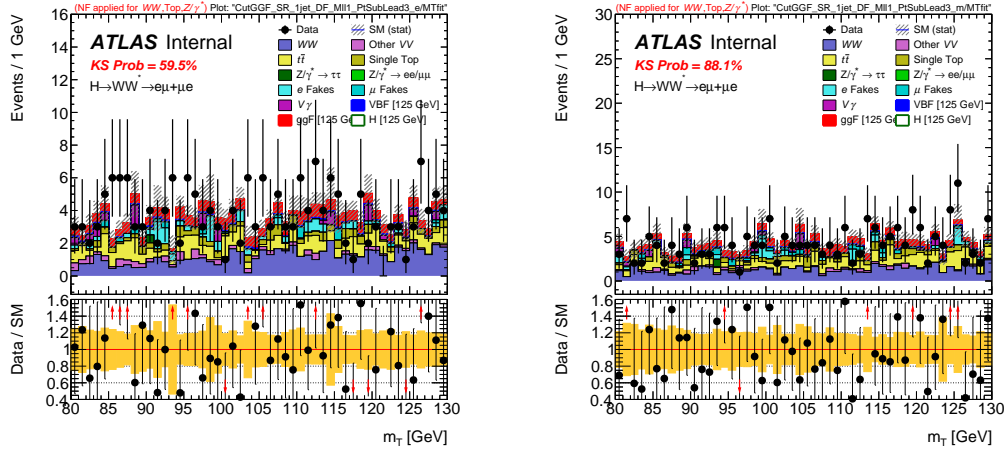 (NF applied for WW,Top,Z/γ*) Plot: "CutGGF_SR_1jet_DF_Mll1_PtSubLead3_e/MTfit"
Events / 1 GeV
16
14
12
10
8
6
4
2
0
ATLAS Internal
KS Prob = 59.5%
H→WW*→eμ+μe
Data
SM (stat)
WW
Other VV
tt̄
Single Top
Z/γ* → ττ
Z/γ* → ee/μμ
e Fakes
μ Fakes
Vγ
VBF [125 GeV]
ggF [125 Ge
H [125 GeV]
Data / SM
1.6
1.4
1.2
1
0.8
0.6
0.4
80 85 90 95 100 105 110 115 120 125 130
m_T [GeV]
(NF applied for WW,Top,Z/γ*) Plot: "CutGGF_SR_1jet_DF_Mll1_PtSubLead3_m/MTfit"
Events / 1 GeV
30
25
20
15
10
5
0
ATLAS Internal
KS Prob = 88.1%
H→WW*→eμ+μe
Data
SM (stat)
WW
Other VV
tt̄
Single Top
Z/γ* → ττ
Z/γ* → ee/μμ
e Fakes
μ Fakes
Vγ
VBF [125 GeV]
ggF [125 Ge
H [125 GeV]
Data / SM
1.6
1.4
1.2
1
0.8
0.6
0.4
80 85 90 95 100 105 110 115 120 125 130
m_T [GeV]